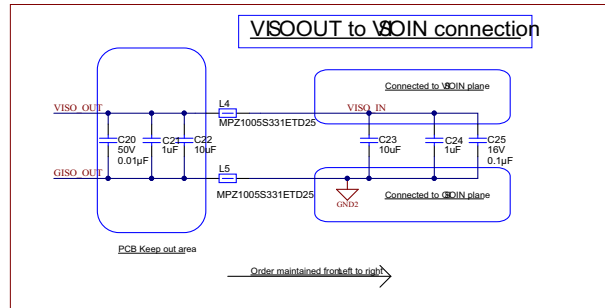 VISOOUT to VISOIN connection
Connected to VISOIN plane
L4
VISO_OUT
VISO_IN
MPZ1005S331ETD25
C20
50V
0.01µF
C21
1uF
C22
10uF
C23
10uF
C24
1uF
C25
16V
0.1µF
GISO_OUT
L5
MPZ1005S331ETD25
GND2
Connected to GISOIN plane
PCB Keep out area
Order maintained from Left to right